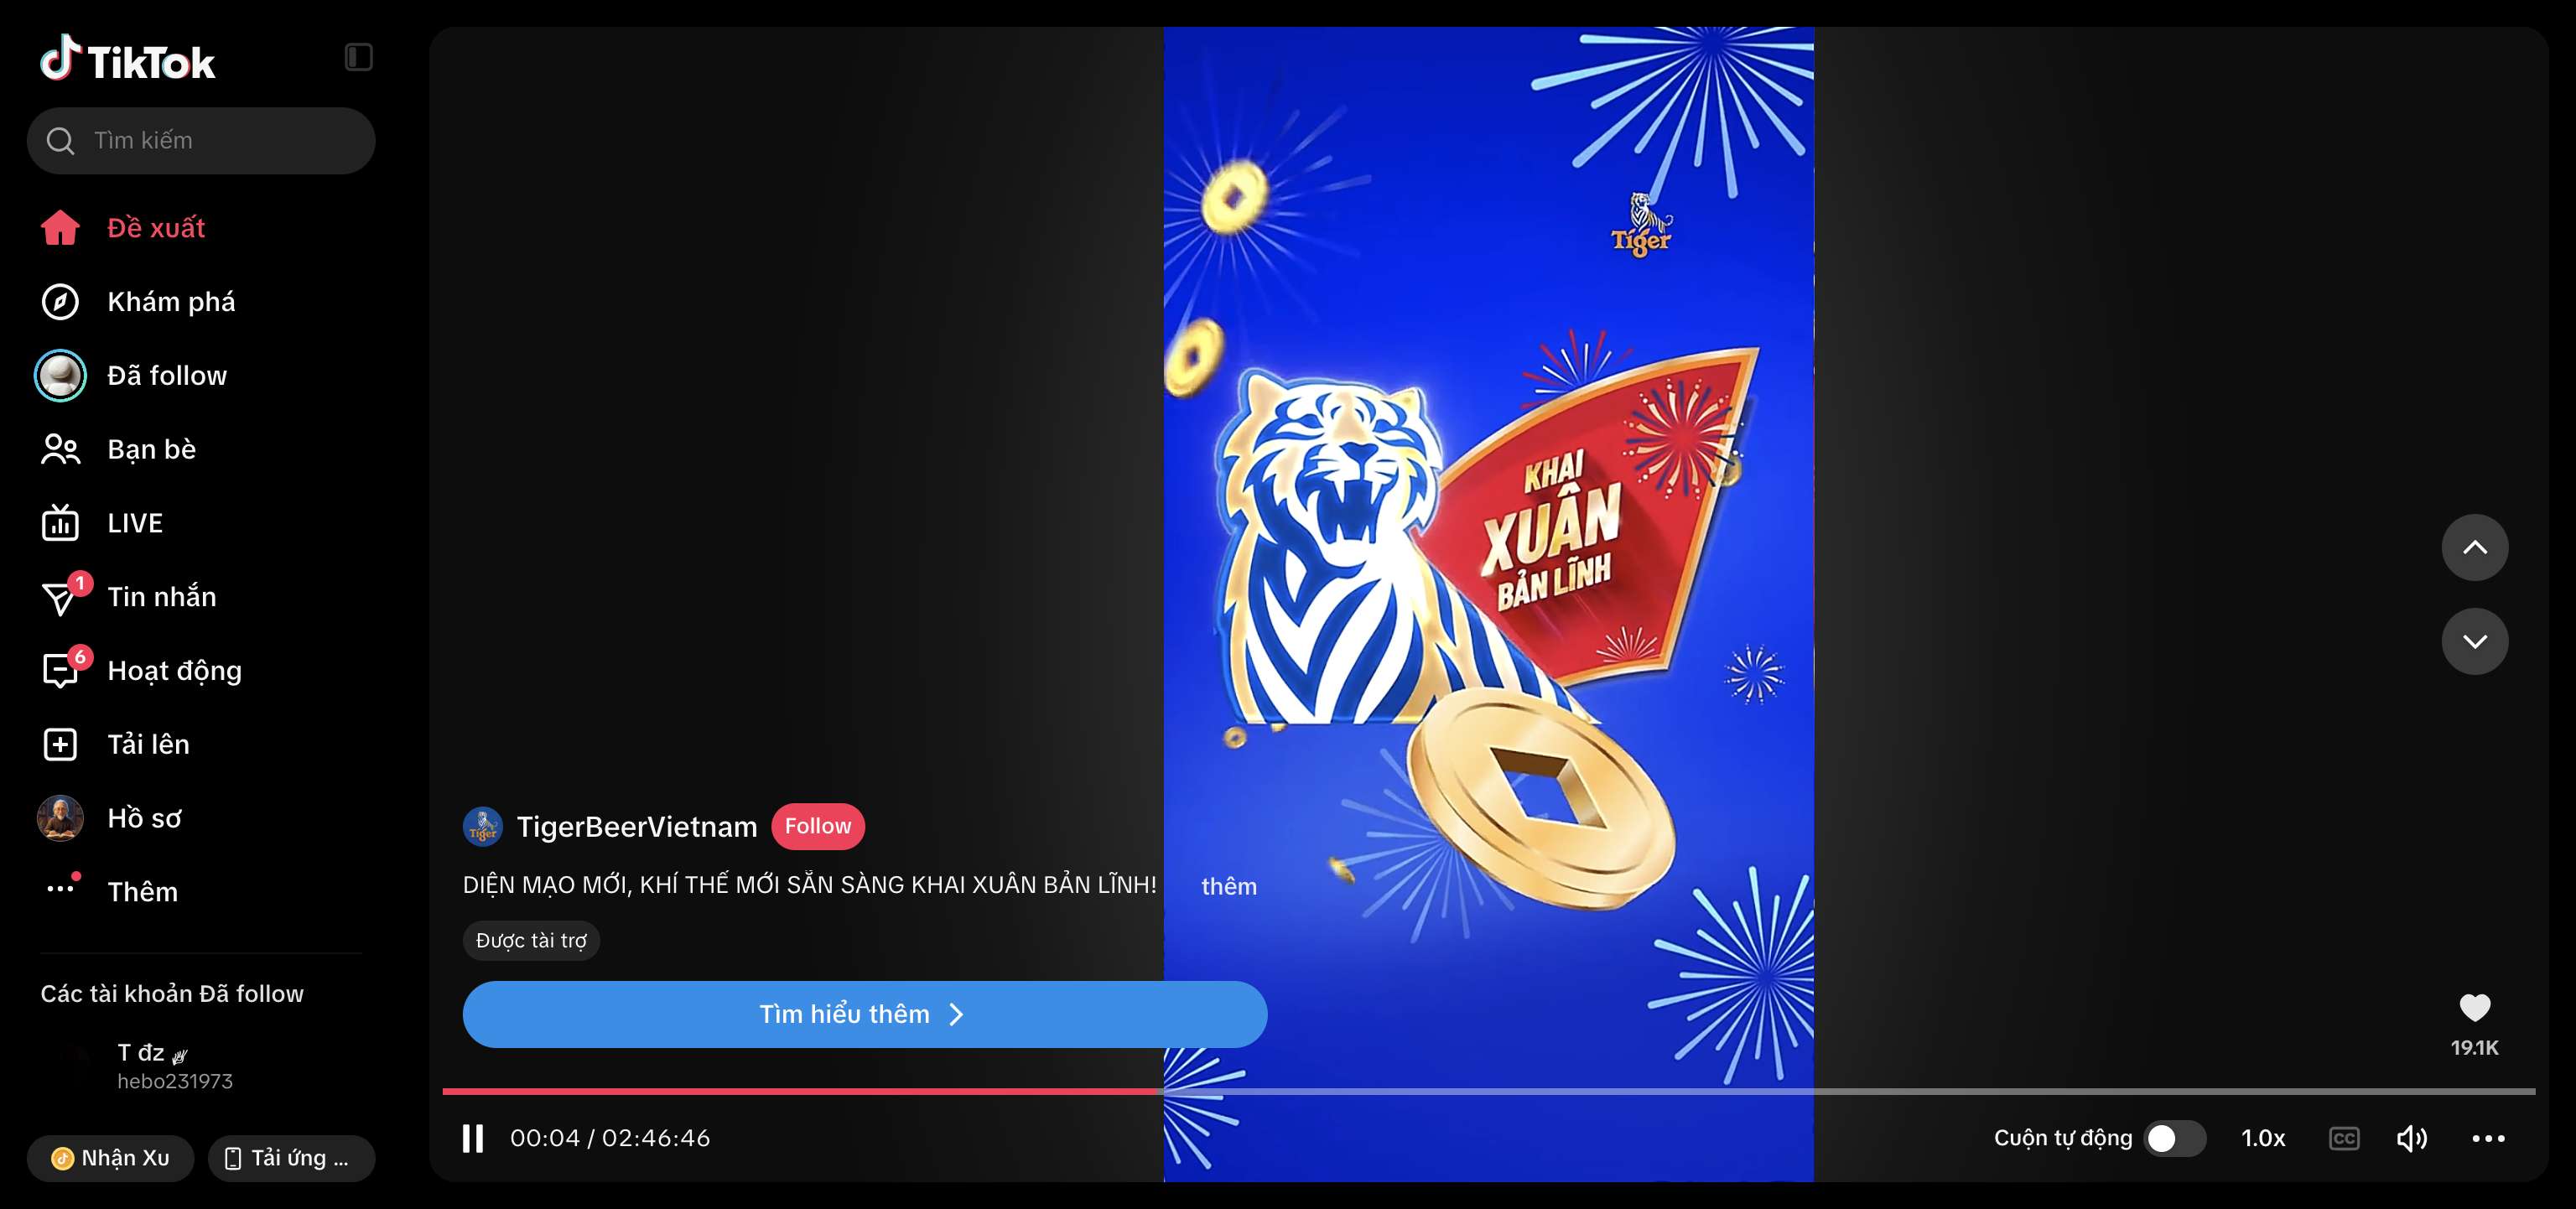 TikTok
Tìm kiếm
Đề xuất
Khám phá
Đã follow
Bạn bè
LIVE
1
Tin nhắn
6
Hoạt động
Tải lên
Hồ sơ
Thêm
Các tài khoản Đã follow
T đz
hebo231973
Nhận Xu
Tải ứng ...
Tiger
KHAI
XUÂN
BẢN LĨNH
Tiger
TigerBeerVietnam
Follow
DIỆN MẠO MỚI, KHÍ THẾ MỚI SẴN SÀNG KHAI XUÂN BẢN LĨNH!
thêm
Được tài trợ
Tìm hiểu thêm
19.1K
00:04 / 02:46:46
Cuộn tự động
1.0x
CC